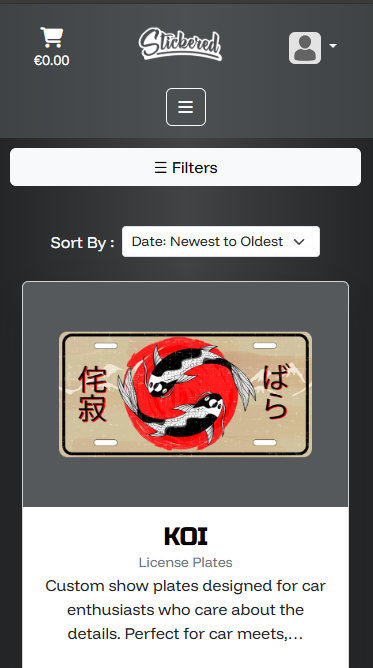 Stickered
€0.00
☰ Filters
Sort By :
Date: Newest to Oldest
侘寂
ばら
KOI
License Plates
Custom show plates designed for car
enthusiasts who care about the
details. Perfect for car meets,...